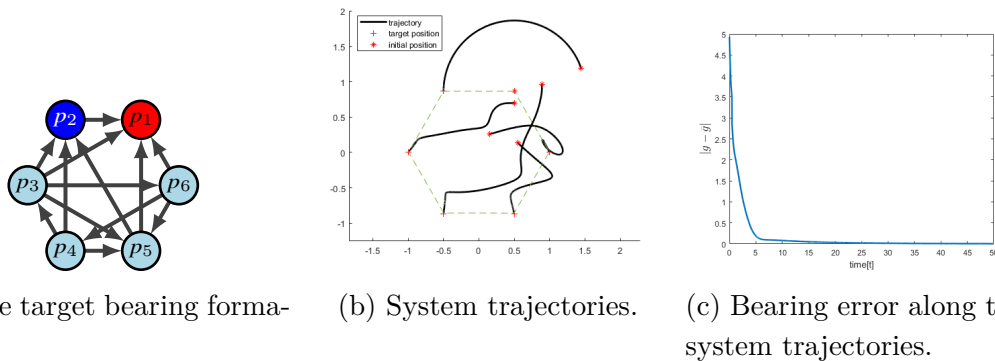 p2
p1
p3
p6
p4
p5
2
1.5
1
0.5
0
-0.5
-1
-1.5 -1 -0.5 0 0.5 1 1.5 2
trajectory
target position
initial position
5
4.5
4
3.5
3
2.5
2
1.5
1
0.5
0
0 5 10 15 20 25 30 35 40 45 50
|g − ḡ|
time[t]
e target bearing forma-
(b) System trajectories.
(c) Bearing error along t
system trajectories.